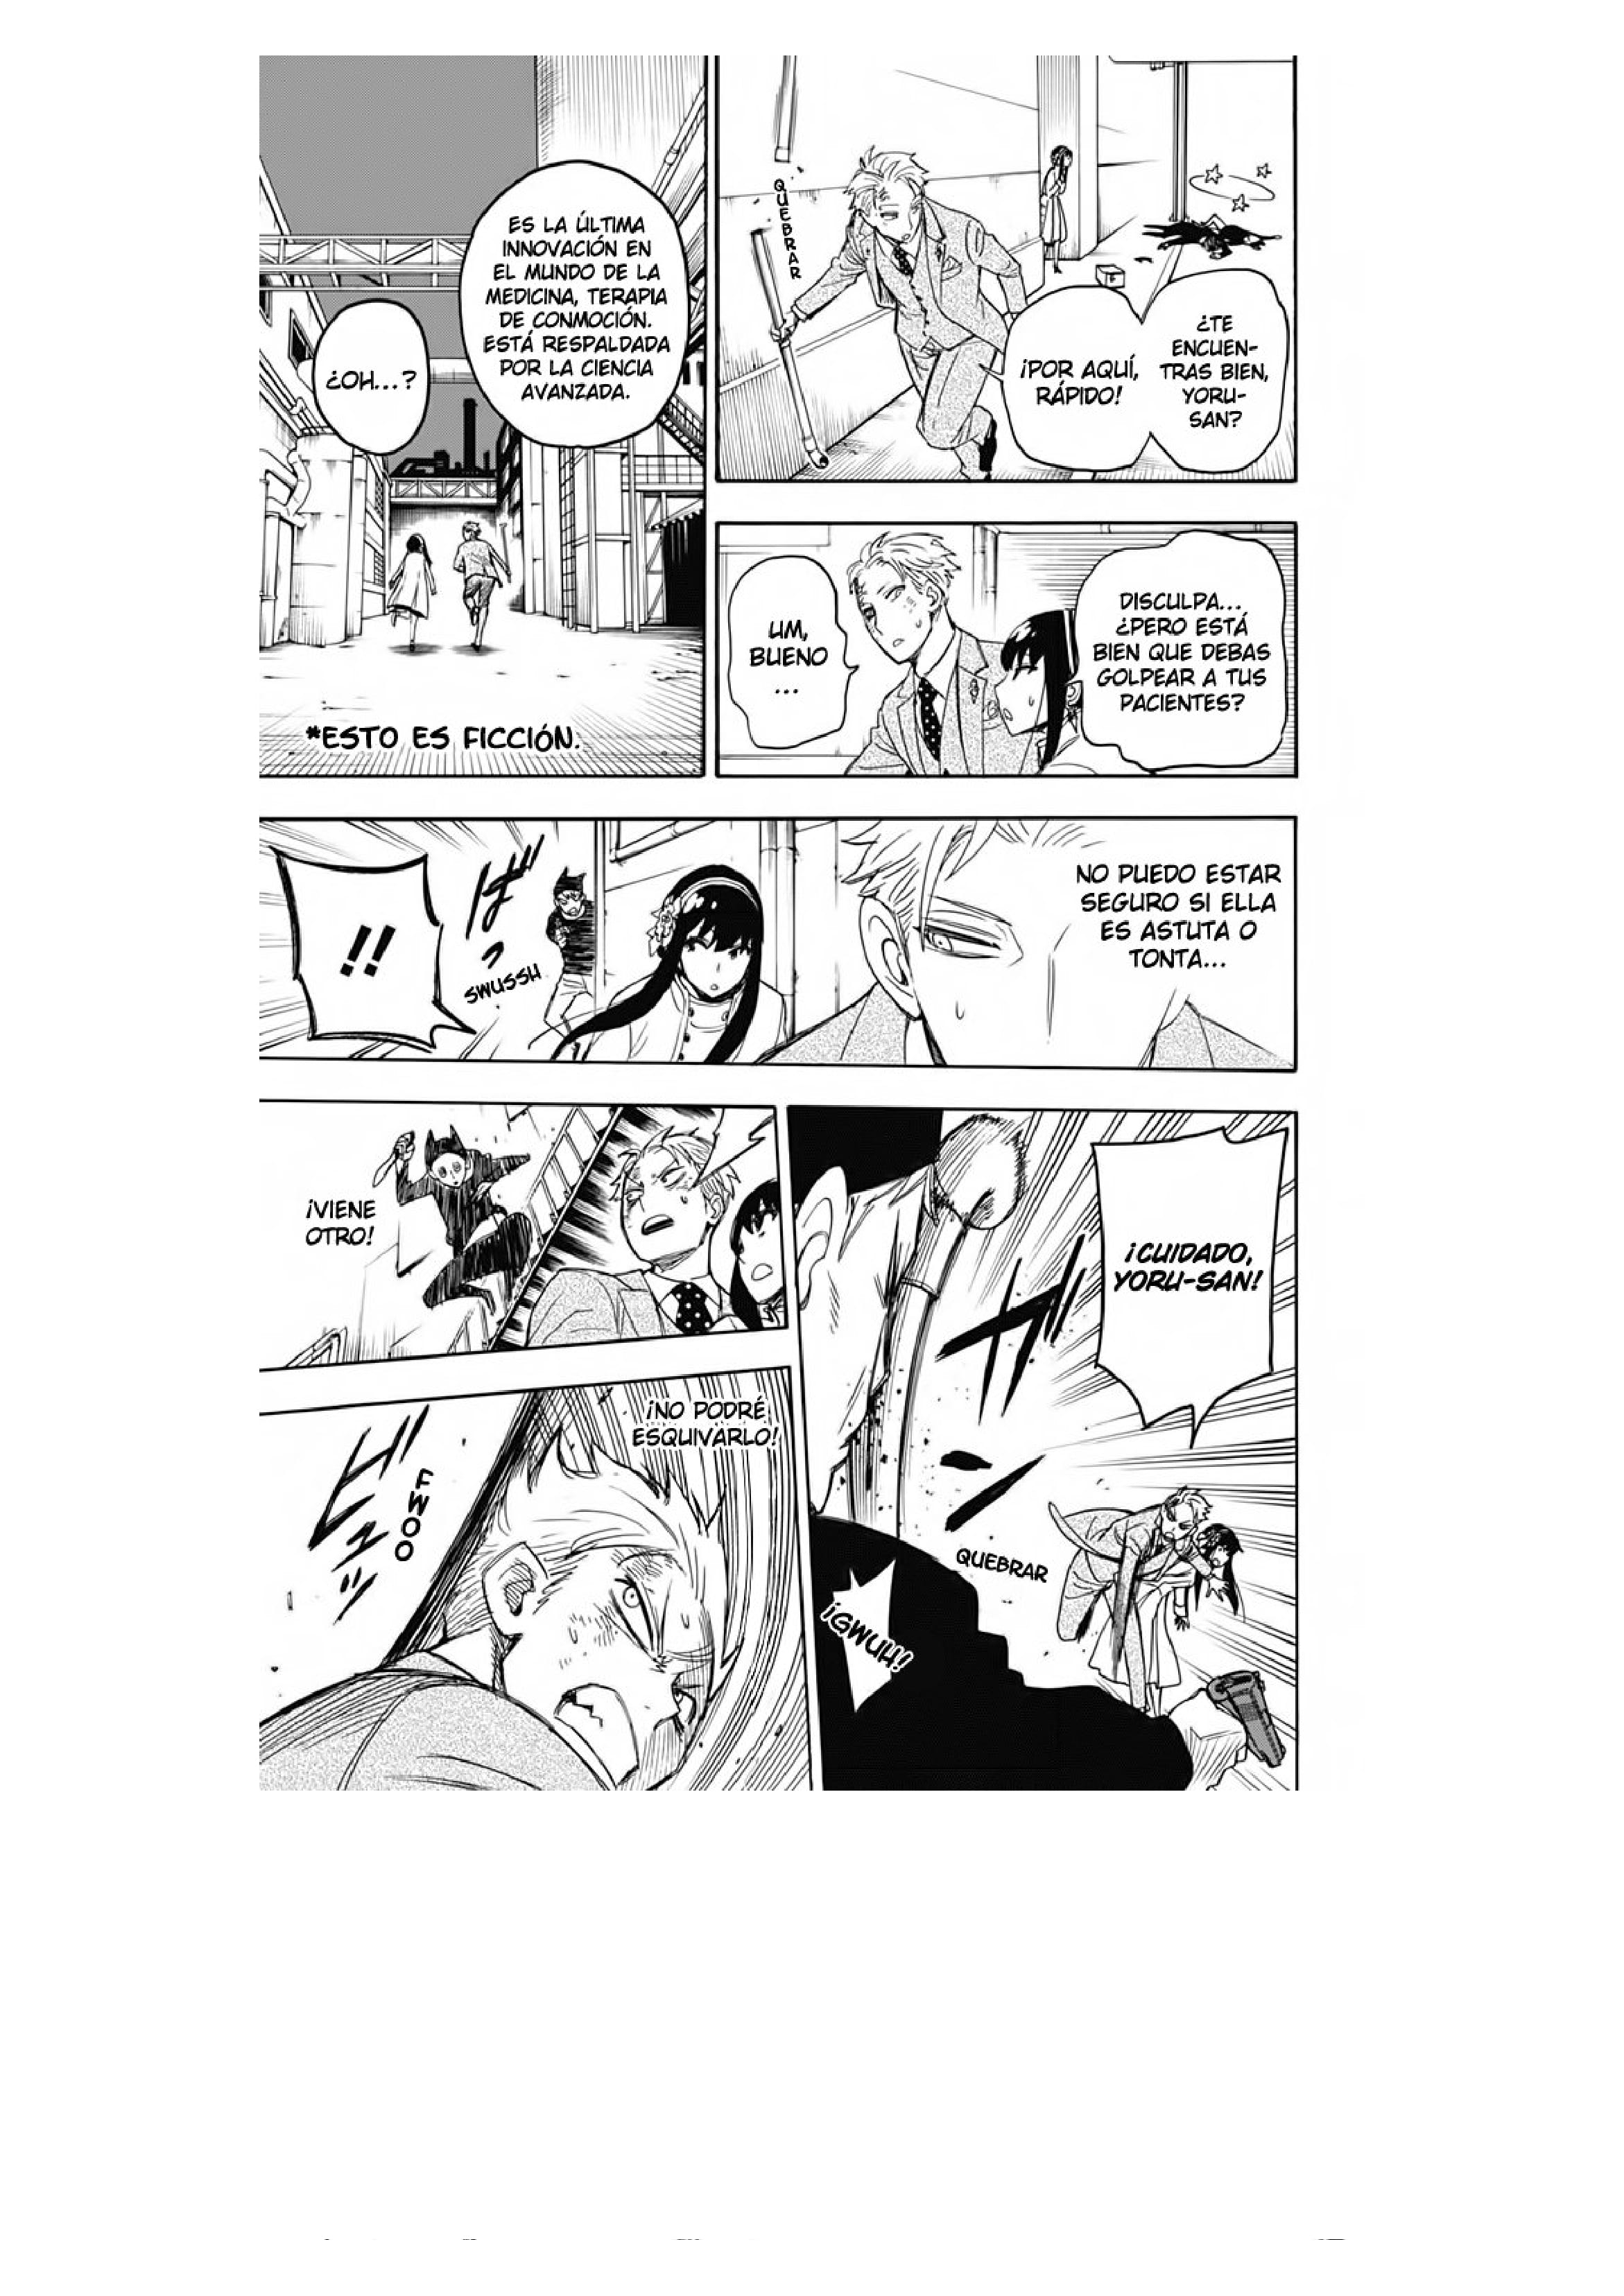 ¿TE
ENCUEN-
TRAS BIEN,
YORU-
SAN?
¡POR AQUÍ,
RÁPIDO!
QUEBRAR
DISCULPA...
¿PERO ESTÁ
BIEN QUE DEBAS
GOLPEAR A TUS
PACIENTES?
UM,
BUENO
...
ES LA ÚLTIMA
INNOVACIÓN EN
EL MUNDO DE LA
MEDICINA, TERAPIA
DE CONMOCIÓN.
ESTÁ RESPALDADA
POR LA CIENCIA
AVANZADA.
¿OH...?
*ESTO ES FICCIÓN.
NO PUEDO ESTAR
SEGURO SI ELLA
ES ASTUTA O
TONTA...
ばっ
SWUSSH
!!
¡CUIDADO,
YORU-SAN!
ガン
QUEBRAR
¡GWUH!
¡VIENE
OTRO!
¡NO PODRÉ
ESQUIVARLO!
ビュッ
FWOO